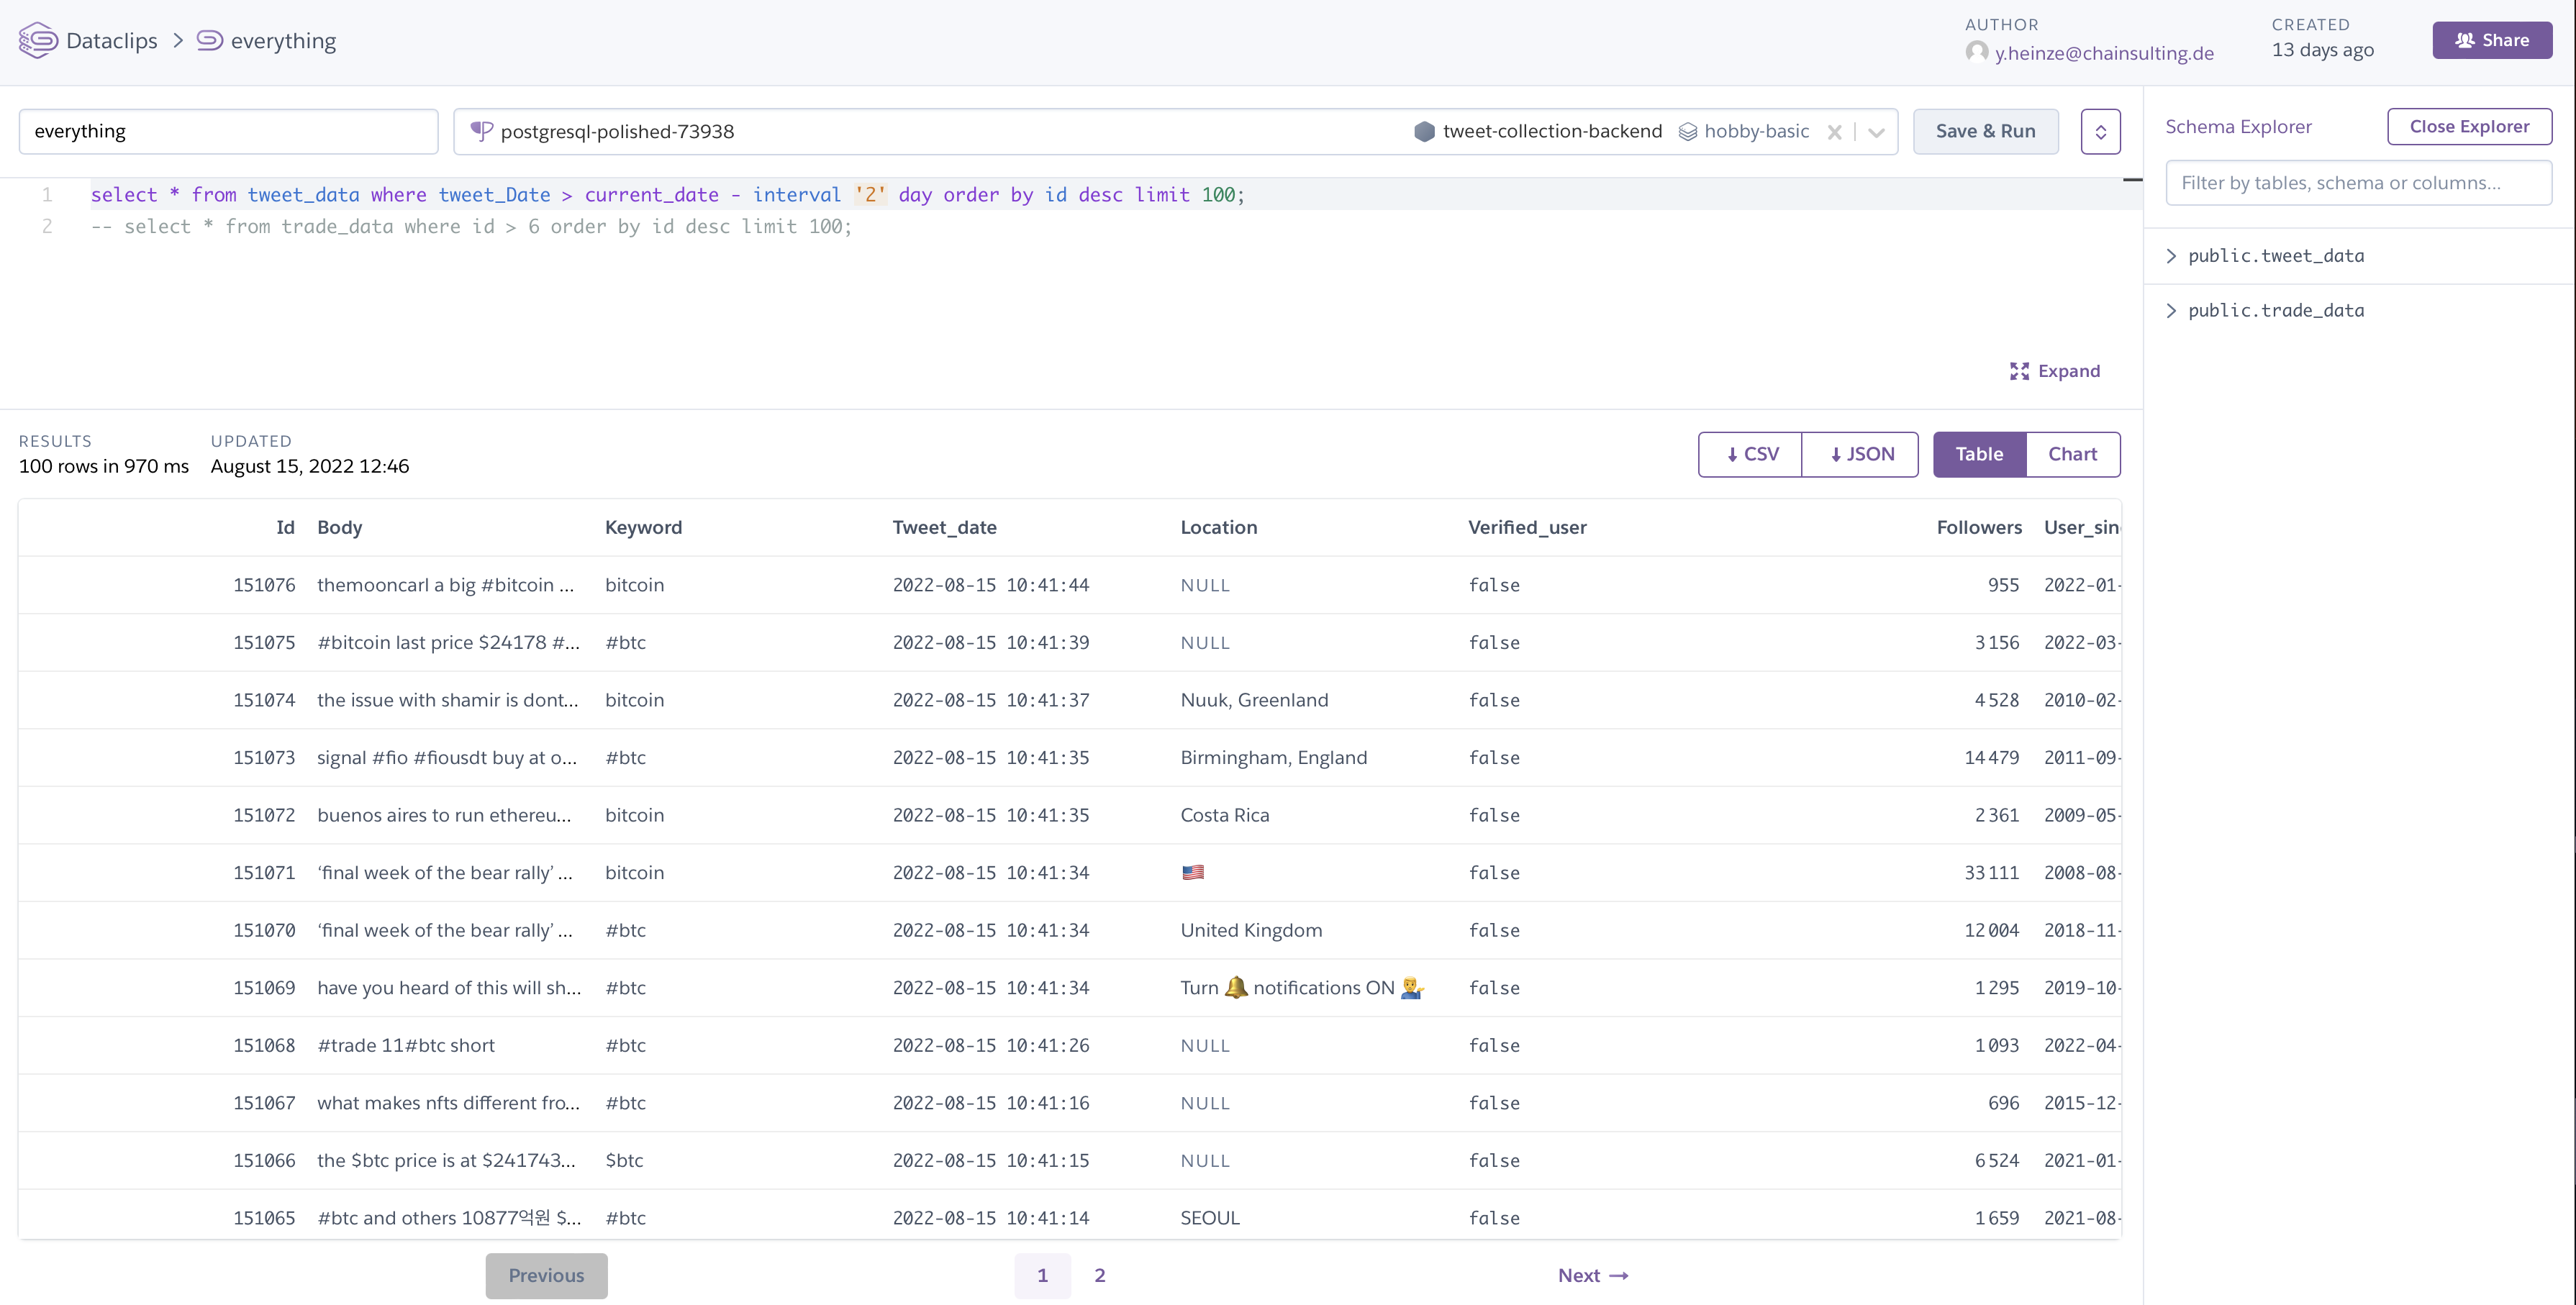 Dataclips > everything
AUTHOR
y.heinze@chainsulting.de
CREATED
13 days ago
Share
everything
postgresql-polished-73938 tweet-collection-backend hobby-basic
Save & Run
Schema Explorer Close Explorer
Filter by tables, schema or columns...
1 select * from tweet_data where tweet_Date > current_date - interval '2' day order by id desc limit 100;
2 -- select * from trade_data where id > 6 order by id desc limit 100;
public.tweet_data
public.trade_data
Expand
RESULTS UPDATED
100 rows in 970 ms August 15, 2022 12:46
CSV JSON Table Chart
Id Body Keyword Tweet_date Location Verified_user Followers User_sin
151076 themooncarl a big #bitcoin ... bitcoin 2022-08-15 10:41:44 NULL false 955 2022-01-
151075 #bitcoin last price $24178 #... #btc 2022-08-15 10:41:39 NULL false 3 156 2022-03-
151074 the issue with shamir is dont... bitcoin 2022-08-15 10:41:37 Nuuk, Greenland false 4 528 2010-02-
151073 signal #fio #fiousdt buy at o... #btc 2022-08-15 10:41:35 Birmingham, England false 14 479 2011-09-
151072 buenos aires to run ethereu... bitcoin 2022-08-15 10:41:35 Costa Rica false 2 361 2009-05-
151071 ‘final week of the bear rally’ ... bitcoin 2022-08-15 10:41:34 🇺🇸 false 33 111 2008-08-
151070 ‘final week of the bear rally’ ... #btc 2022-08-15 10:41:34 United Kingdom false 12 004 2018-11-
151069 have you heard of this will sh... #btc 2022-08-15 10:41:34 Turn 🔔 notifications ON 💁‍♂️ false 1 295 2019-10-
151068 #trade 11#btc short #btc 2022-08-15 10:41:26 NULL false 1 093 2022-04-
151067 what makes nfts different fro... #btc 2022-08-15 10:41:16 NULL false 696 2015-12-
151066 the $btc price is at $241743... $btc 2022-08-15 10:41:15 NULL false 6 524 2021-01-
151065 #btc and others 10877억원 $... #btc 2022-08-15 10:41:14 SEOUL false 1 659 2021-08-
Previous 1 2 Next →